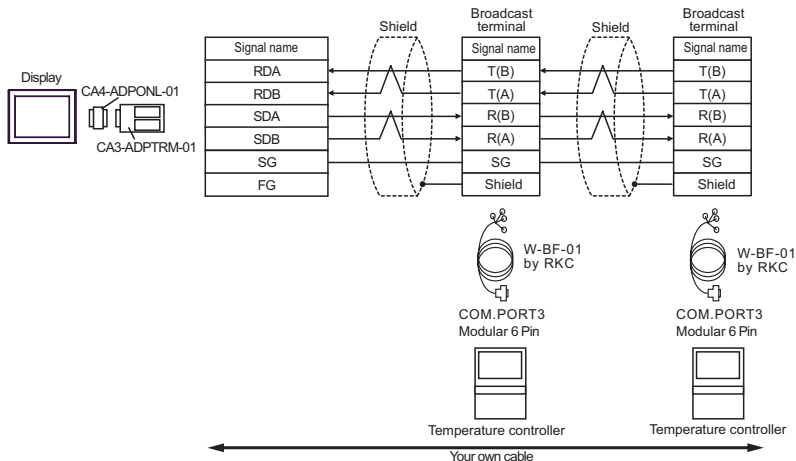 Display
CA4-ADPONL-01
CA3-ADPTRM-01
Signal name
RDA
RDB
SDA
SDB
SG
FG
Shield
Broadcast
terminal
Signal name
T(B)
T(A)
R(B)
R(A)
SG
Shield
Shield
Broadcast
terminal
Signal name
T(B)
T(A)
R(B)
R(A)
SG
Shield
W-BF-01
by RKC
COM.PORT3
Modular 6 Pin
Temperature controller
W-BF-01
by RKC
COM.PORT3
Modular 6 Pin
Temperature controller
Your own cable